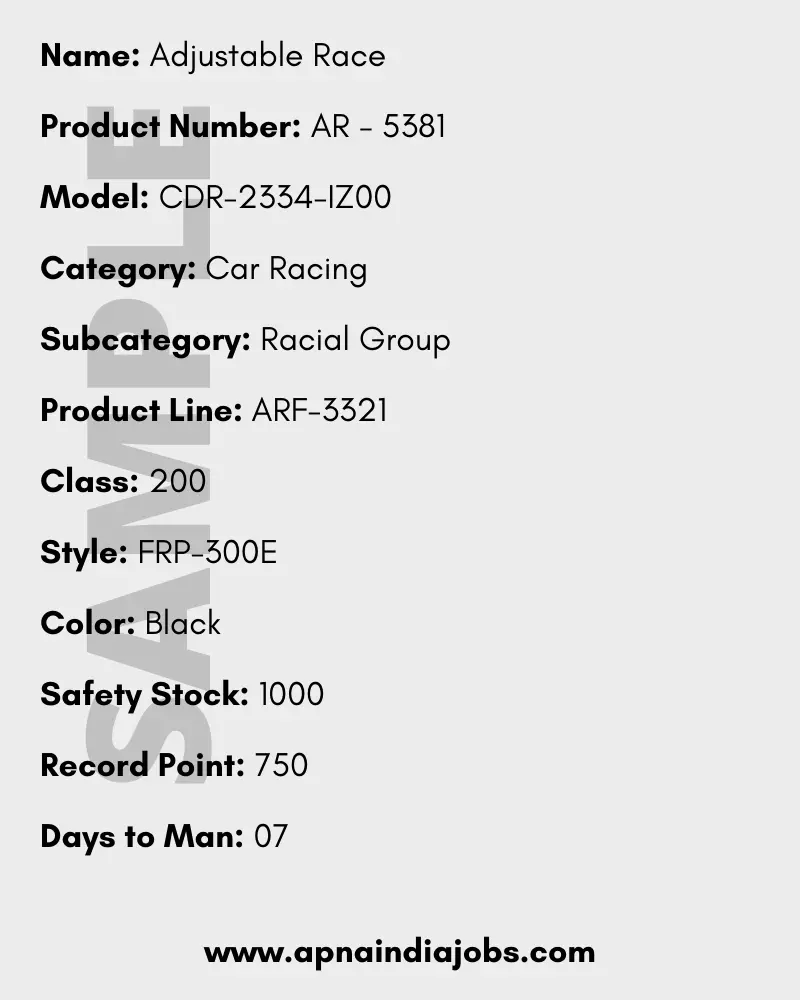 Name: Adjustable Race
Product Number: AR - 5381
Model: CDR-2334-IZ00
Category: Car Racing
Subcategory: Racial Group
Product Line: ARF-3321
Class: 200
Style: FRP-300E
Color: Black
Safety Stock: 1000
Record Point: 750
Days to Man: 07
SAMPLE
www.apnaindiajobs.com